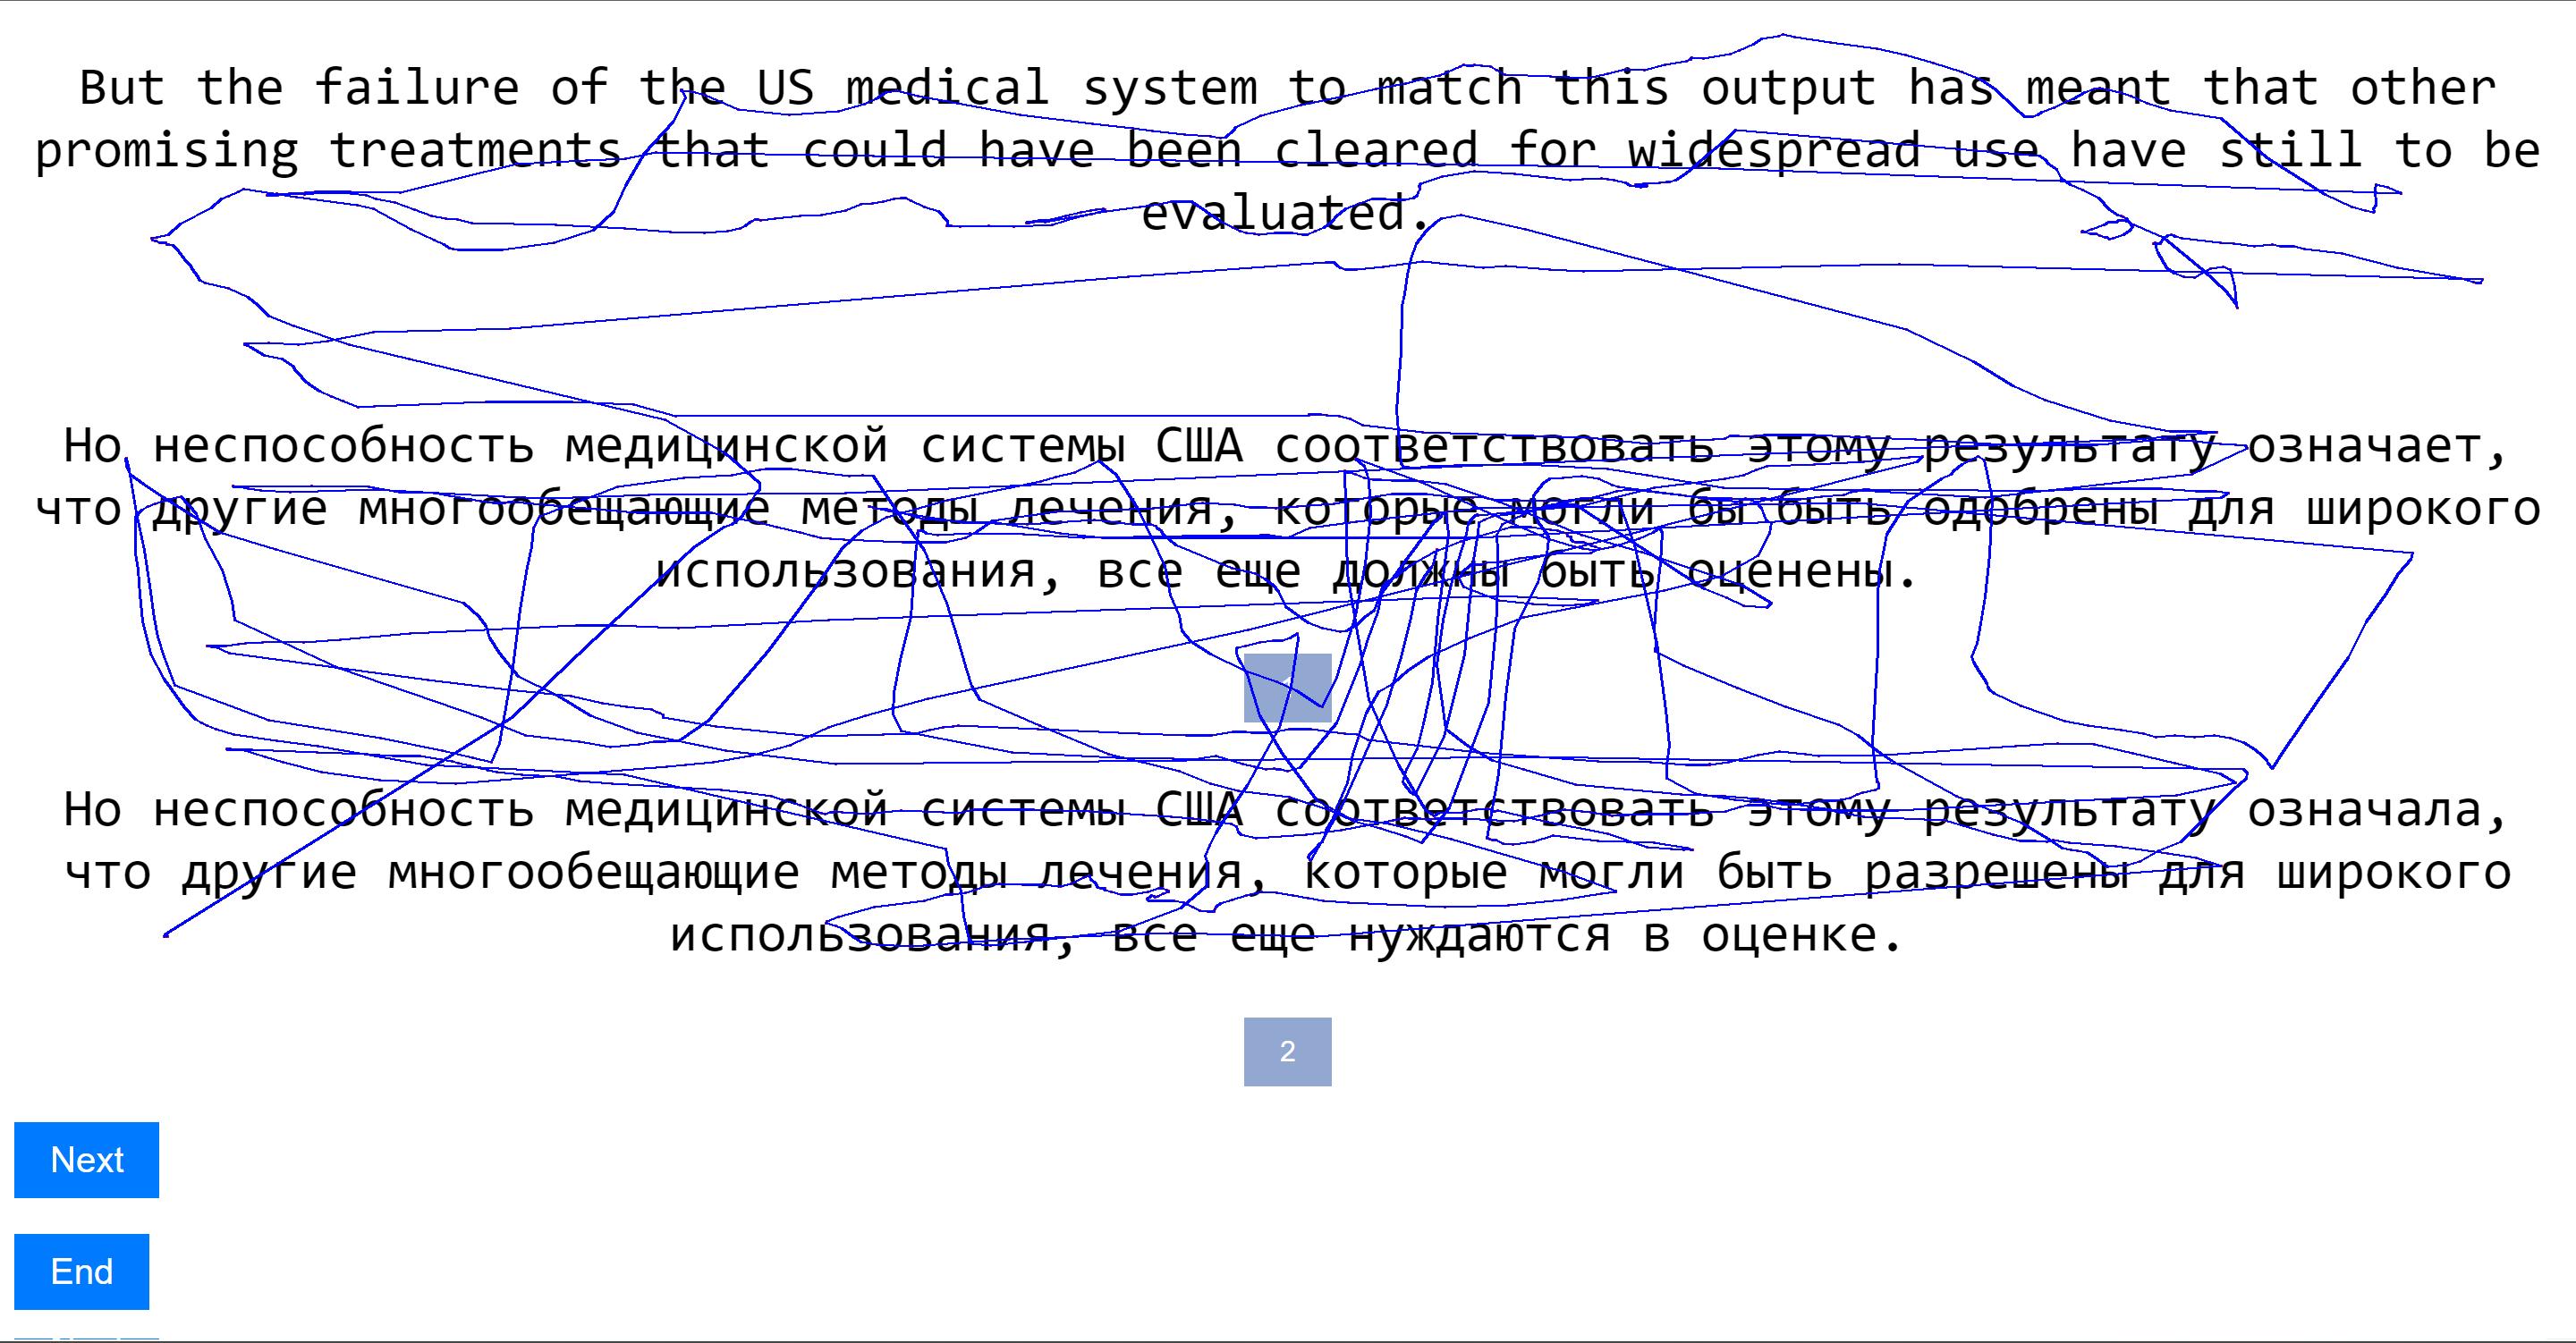 But the failure of the US medical system to match this output has meant that other
promising treatments that could have been cleared for widespread use have still to be
evaluated.
Но неспособность медицинской системы США соответствовать этому результату означает,
что другие многообещающие методы лечения, которые могли бы быть одобрены для широкого
использования, все еще должны быть оценены.
Но неспособность медицинской системы США соответствовать этому результату означала,
что другие многообещающие методы лечения, которые могли быть разрешены для широкого
использования, все еще нуждаются в оценке.
2
Next
End